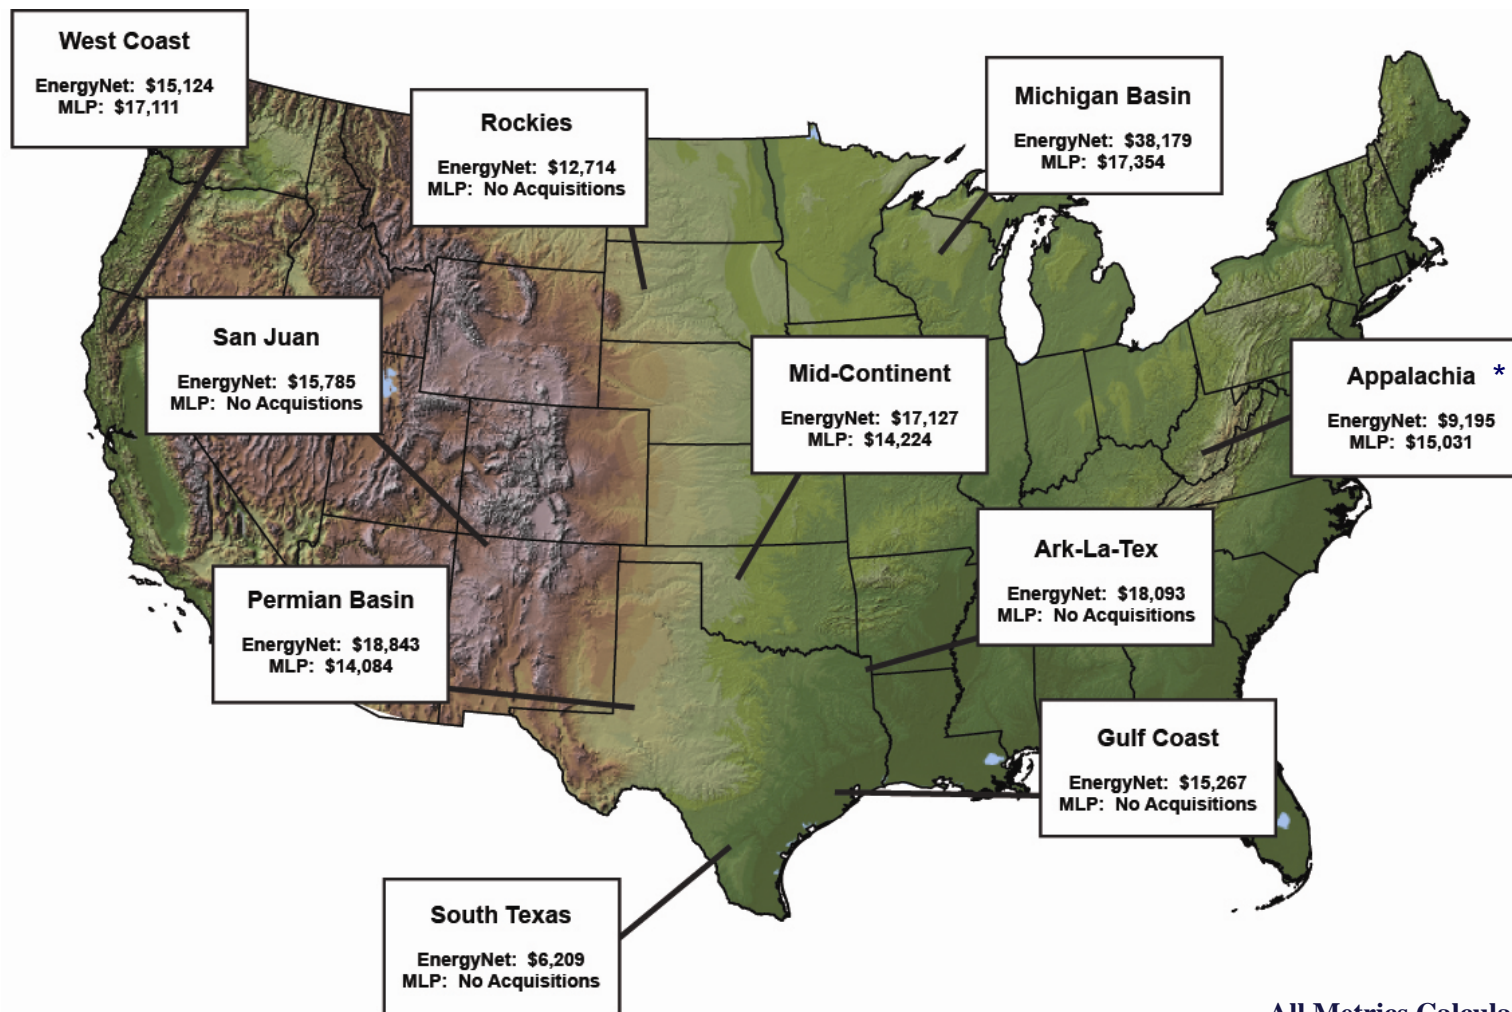 West Coast
EnergyNet: $15,124
MLP: $17,111
Rockies
EnergyNet: $12,714
MLP: No Acquisitions
Michigan Basin
EnergyNet: $38,179
MLP: $17,354
San Juan
EnergyNet: $15,785
MLP: No Acquistions
Mid-Continent
EnergyNet: $17,127
MLP: $14,224
Appalachia *
EnergyNet: $9,195
MLP: $15,031
Permian Basin
EnergyNet: $18,843
MLP: $14,084
Ark-La-Tex
EnergyNet: $18,093
MLP: No Acquisitions
Gulf Coast
EnergyNet: $15,267
MLP: No Acquisitions
South Texas
EnergyNet: $6,209
MLP: No Acquisitions
All Metrics Calcula